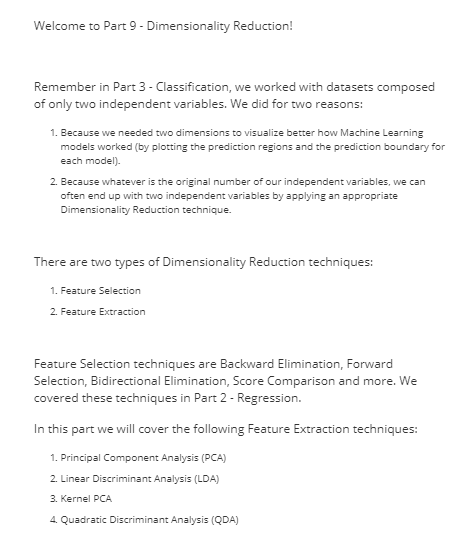 Welcome to Part 9 - Dimensionality Reduction!
Remember in Part 3 - Classification, we worked with datasets composed
of only two independent variables. We did for two reasons:
1. Because we needed two dimensions to visualize better how Machine Learning
models worked (by plotting the prediction regions and the prediction boundary for
each model).
2. Because whatever is the original number of our independent variables, we can
often end up with two independent variables by applying an appropriate
Dimensionality Reduction technique.
There are two types of Dimensionality Reduction techniques:
1. Feature Selection
2. Feature Extraction
Feature Selection techniques are Backward Elimination, Forward
Selection, Bidirectional Elimination, Score Comparison and more. We
covered these techniques in Part 2 - Regression.
In this part we will cover the following Feature Extraction techniques:
1. Principal Component Analysis (PCA)
2. Linear Discriminant Analysis (LDA)
3. Kernel PCA
4. Quadratic Discriminant Analysis (QDA)